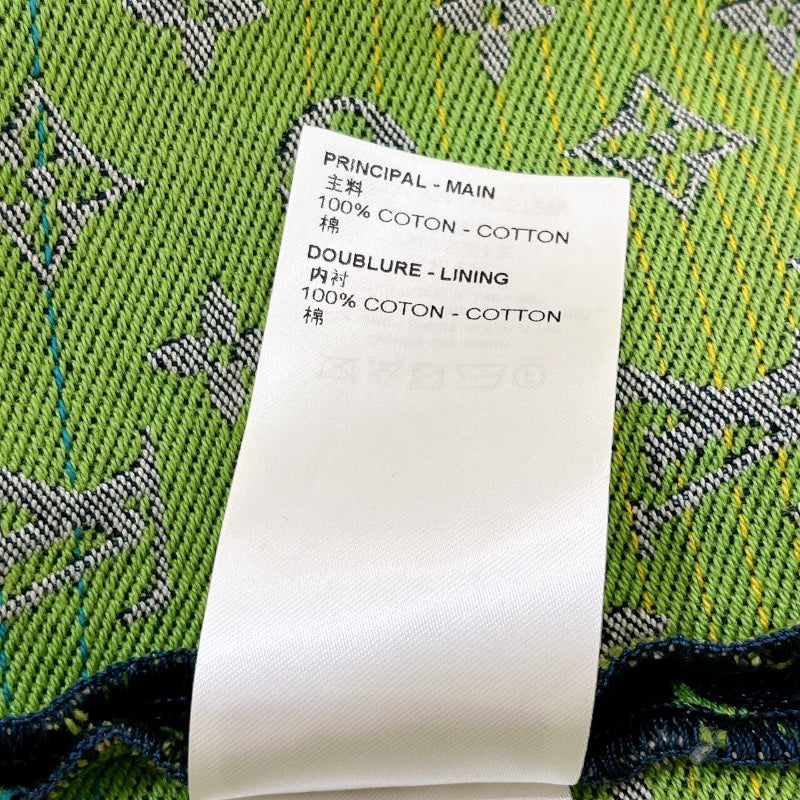 PRINCIPAL - MAIN
主料
100% COTON - COTTON
棉
DOUBLURE - LINING
内衬
100% COTON - COTTON
棉